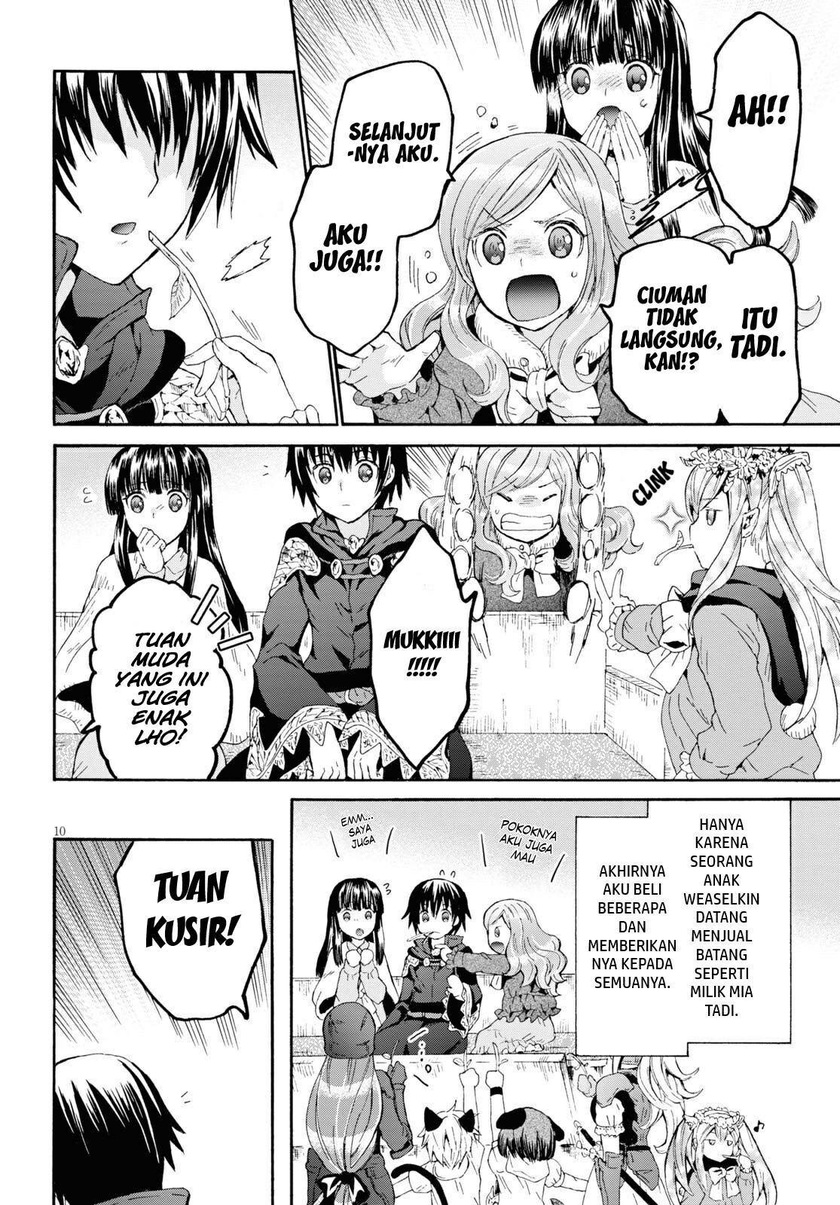 AH!!
ITU
TADI.
CIUMAN
TIDAK
LANGSUNG,
KAN!?
SELANJUT
-NYA AKU.
AKU
JUGA!!
CLINK
MUKKIIII
!!!!!
TUAN
MUDA
YANG INI
JUGA
ENAK
LHO!
HANYA
KARENA
SEORANG
ANAK
WEASELKIN
DATANG
MENJUAL
BATANG
SEPERTI
MILIK MIA
TADI.
AKHIRNYA
AKU BELI
BEBERAPA
DAN
MEMBERIKAN
NYA KEPADA
SEMUANYA.
POKOKNYA
AKU JUGA
MAU
EMM...
SAYA
JUGA
10
TUAN
KUSIR!